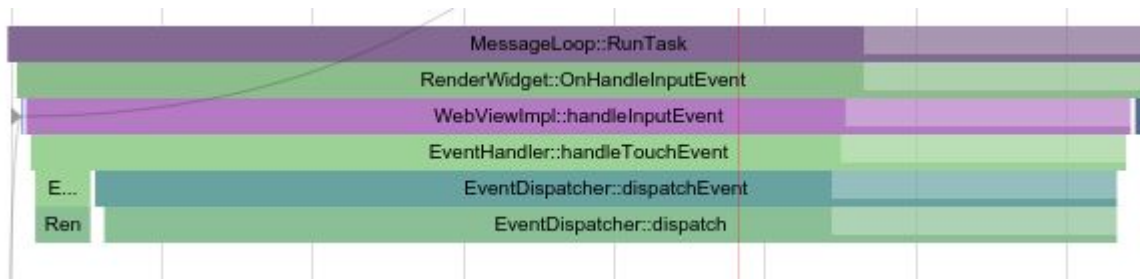 MessageLoop::RunTask
RenderWidget::OnHandleInputEvent
WebViewImpl::handleInputEvent
EventHandler::handleTouchEvent
E... EventDispatcher::dispatchEvent
Ren EventDispatcher::dispatch